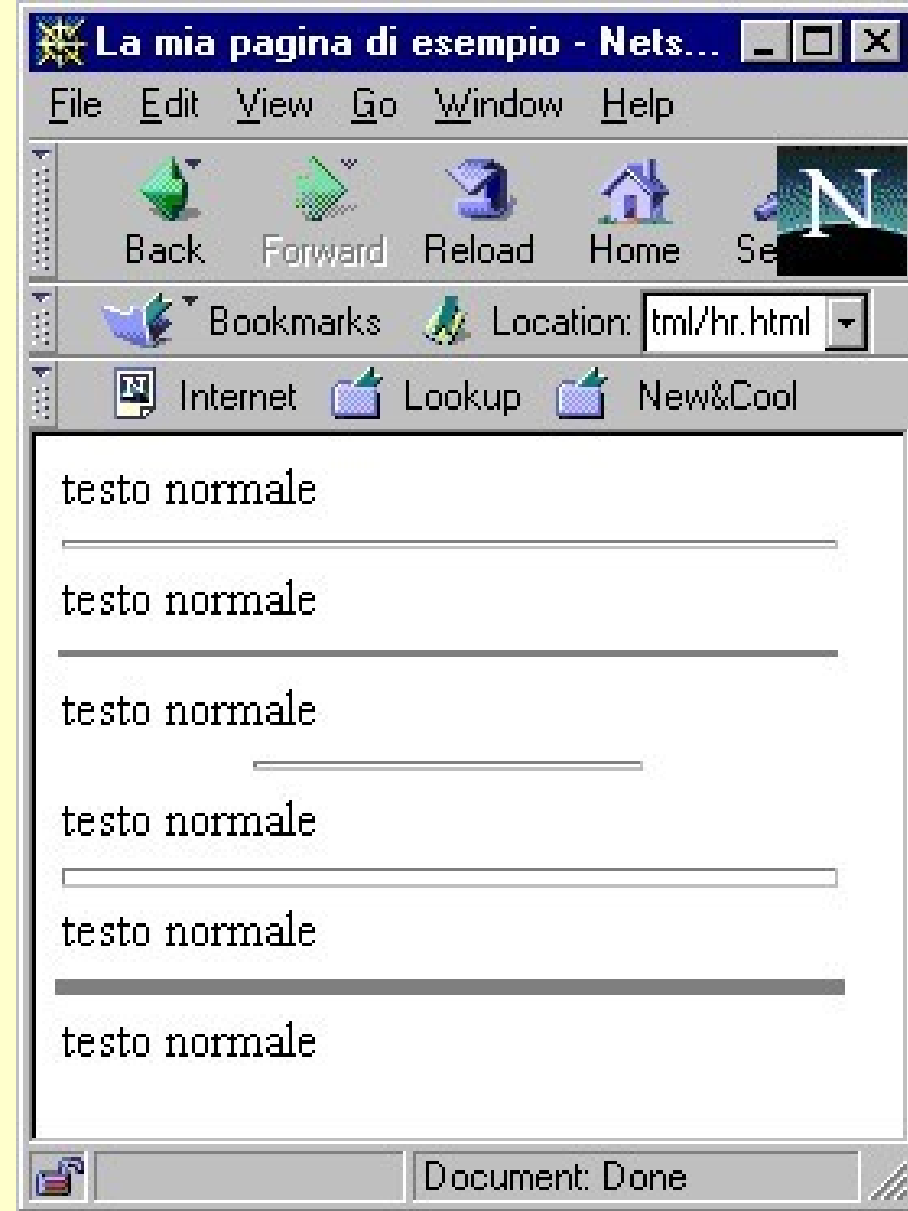 La mia pagina di esempio - Nets...
File Edit View Go Window Help
Back Forward Reload Home Se N
Bookmarks Location: tml/hr.html
Internet Lookup New&Cool
testo normale
testo normale
testo normale
testo normale
testo normale
testo normale
Document: Done